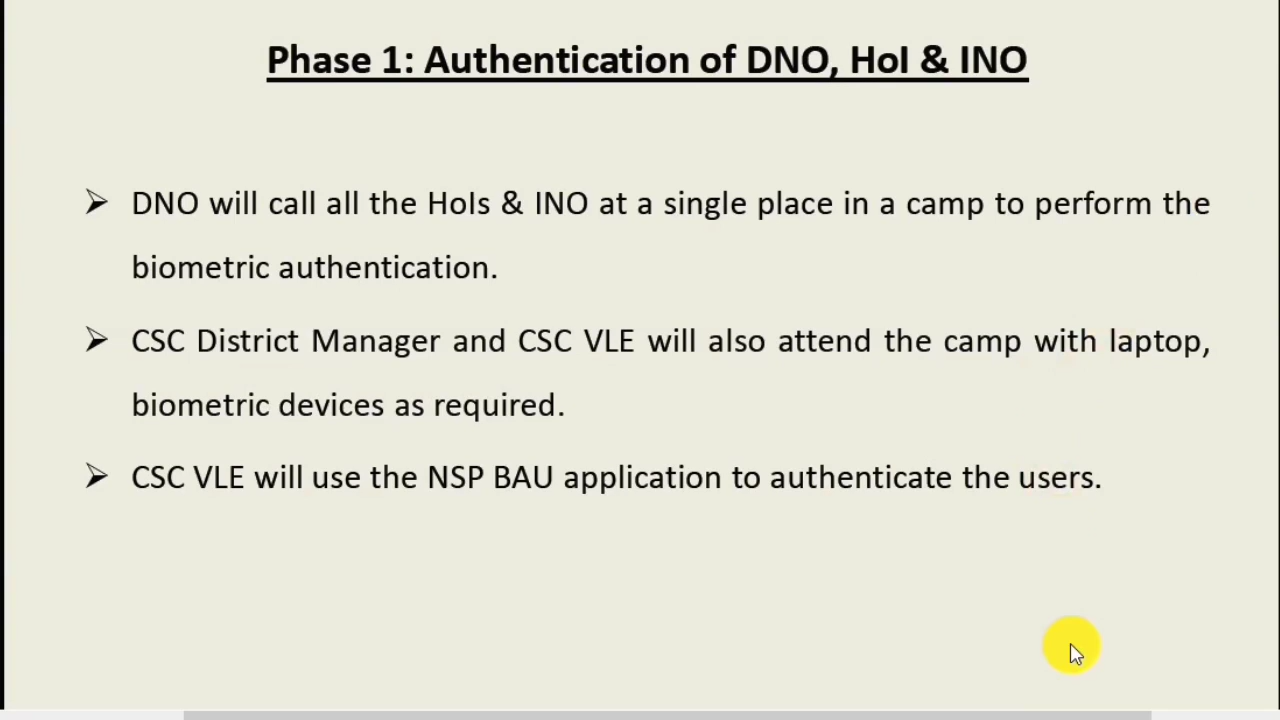 Phase 1: Authentication of DNO, HoI & INO
➢ DNO will call all the HoIs & INO at a single place in a camp to perform the
biometric authentication.
➢ CSC District Manager and CSC VLE will also attend the camp with laptop,
biometric devices as required.
➢ CSC VLE will use the NSP BAU application to authenticate the users.